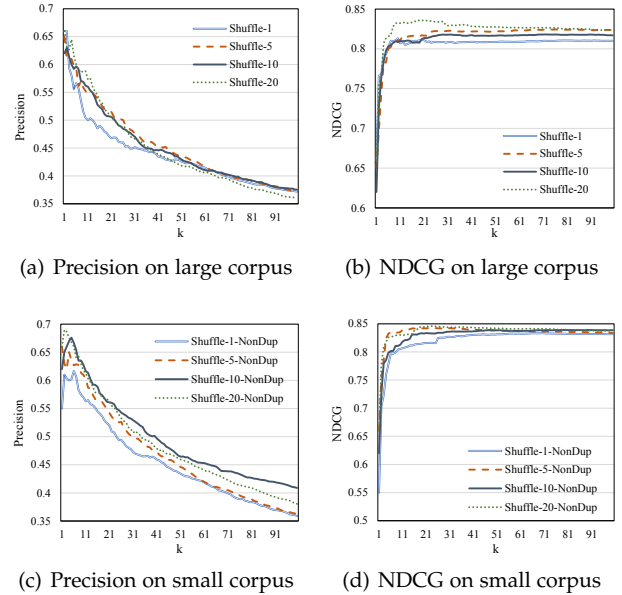 0.7
0.65
0.6
0.55
0.5
0.45
0.4
0.35
Precision
1 11 21 31 41 51 61 71 81 91
k
Shuffle-1
Shuffle-5
Shuffle-10
Shuffle-20
(a) Precision on large corpus
0.85
0.8
0.75
0.7
0.65
0.6
NDCG
1 11 21 31 41 51 61 71 81 91
k
Shuffle-1
Shuffle-5
Shuffle-10
Shuffle-20
(b) NDCG on large corpus
0.7
0.65
0.6
0.55
0.5
0.45
0.4
0.35
Precision
1 11 21 31 41 51 61 71 81 91
k
Shuffle-1-NonDup
Shuffle-5-NonDup
Shuffle-10-NonDup
Shuffle-20-NonDup
(c) Precision on small corpus
0.85
0.8
0.75
0.7
0.65
0.6
0.55
0.5
NDCG
1 11 21 31 41 51 61 71 81 91
k
Shuffle-1-NonDup
Shuffle-5-NonDup
Shuffle-10-NonDup
Shuffle-20-NonDup
(d) NDCG on small corpus